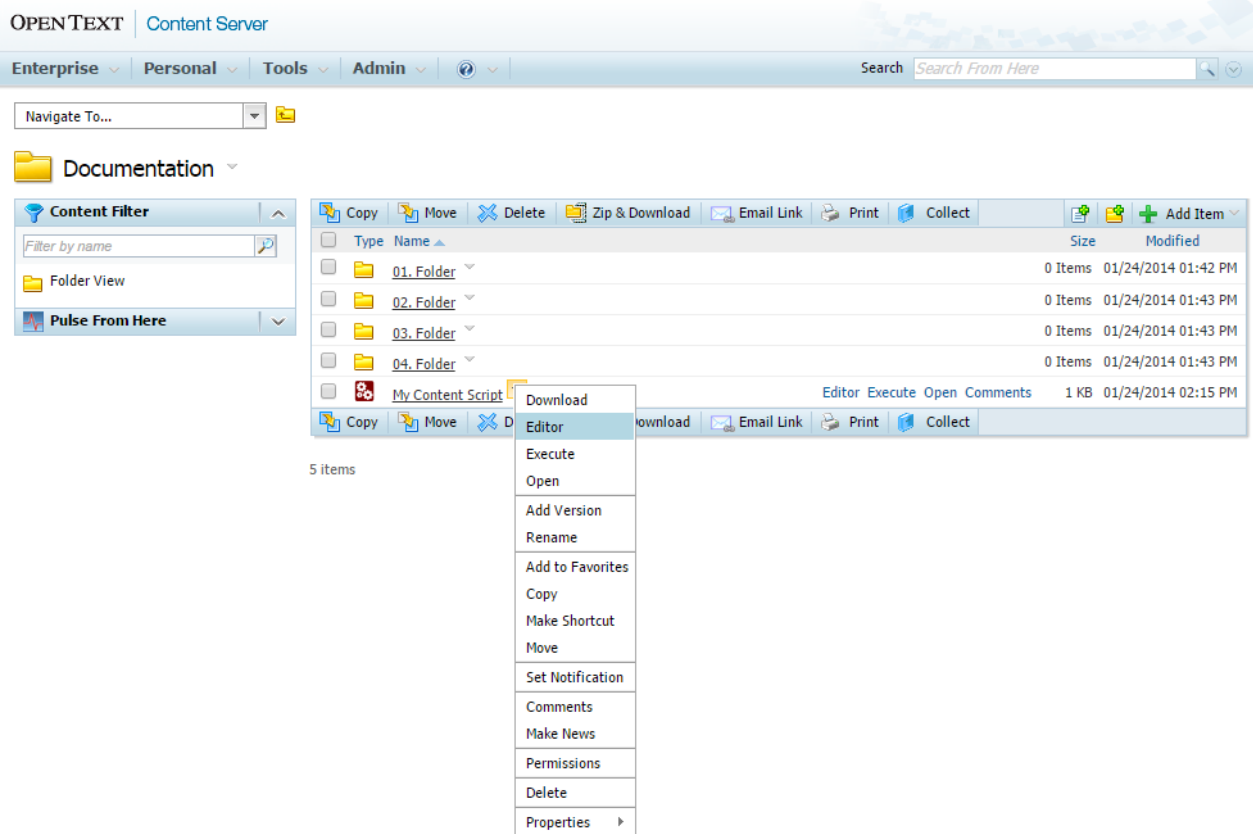 OPENTEXT Content Server
Enterprise Personal Tools Admin Search Search From Here
Navigate To...
Documentation
Content Filter
Filter by name
Folder View
Pulse From Here
Copy Move Delete Zip & Download Email Link Print Collect Add Item
Type Name Size Modified
01. Folder 0 Items 01/24/2014 01:42 PM
02. Folder 0 Items 01/24/2014 01:43 PM
03. Folder 0 Items 01/24/2014 01:43 PM
04. Folder 0 Items 01/24/2014 01:43 PM
My Content Script Editor Execute Open Comments 1 KB 01/24/2014 02:15 PM
Copy Move D ownload Email Link Print Collect
5 items
Download
Editor
Execute
Open
Add Version
Rename
Add to Favorites
Copy
Make Shortcut
Move
Set Notification
Comments
Make News
Permissions
Delete
Properties